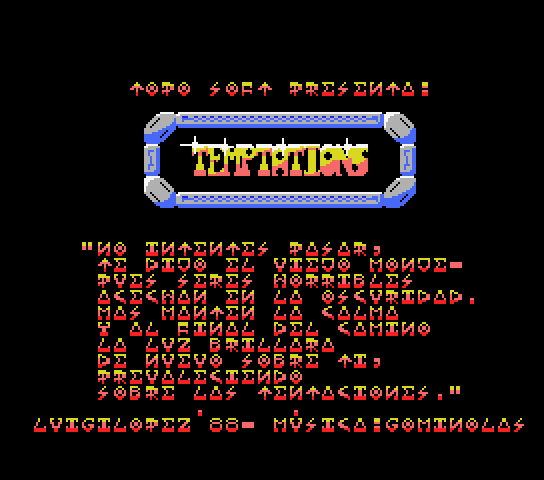 TOPO SOFT PRESENTA:
TEMPTATIONS
"NO INTENTES PASAR,
TE DIJO EL VIEJO MONJE-
PUES SERES HORRIBLES
ACECHAN EN LA OSCURIDAD.
MAS MANTEN LA CALMA
Y AL FINAL DEL CAMINO
LA LUZ BRILLARA
DE NUEVO SOBRE TI,
PREVALECIENDO
SOBRE LAS TENTACIONES."
LUIGILOPEZ'88- MÚSICA:GOMINOLAS